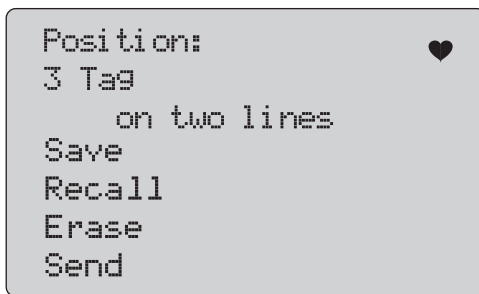 Position:
3 Tag
on two lines
Save
Recall
Erase
Send